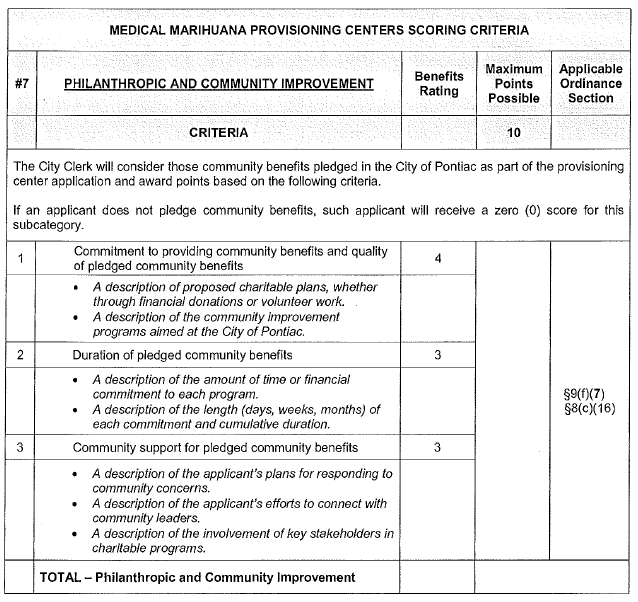 MEDICAL MARIHUANA PROVISIONING CENTERS SCORING CRITERIA
#7
PHILANTHROPIC AND COMMUNITY IMPROVEMENT
Benefits
Rating
Maximum
Points
Possible
Applicable
Ordinance
Section
CRITERIA
10
The City Clerk will consider those community benefits pledged in the City of Pontiac as part of the provisioning
center application and award points based on the following criteria.
If an applicant does not pledge community benefits, such applicant will receive a zero (0) score for this
subcategory.
1
Commitment to providing community benefits and quality
of pledged community benefits
4
• A description of proposed charitable plans, whether
through financial donations or volunteer work.
• A description of the community improvement
programs aimed at the City of Pontiac.
2
Duration of pledged community benefits
3
• A description of the amount of time or financial
commitment to each program.
• A description of the length (days, weeks, months) of
each commitment and cumulative duration.
§9(f)(7)
§8(c)(16)
3
Community support for pledged community benefits
3
• A description of the applicant's plans for responding to
community concerns.
• A description of the applicant's efforts to connect with
community leaders.
• A description of the involvement of key stakeholders in
charitable programs.
TOTAL – Philanthropic and Community Improvement